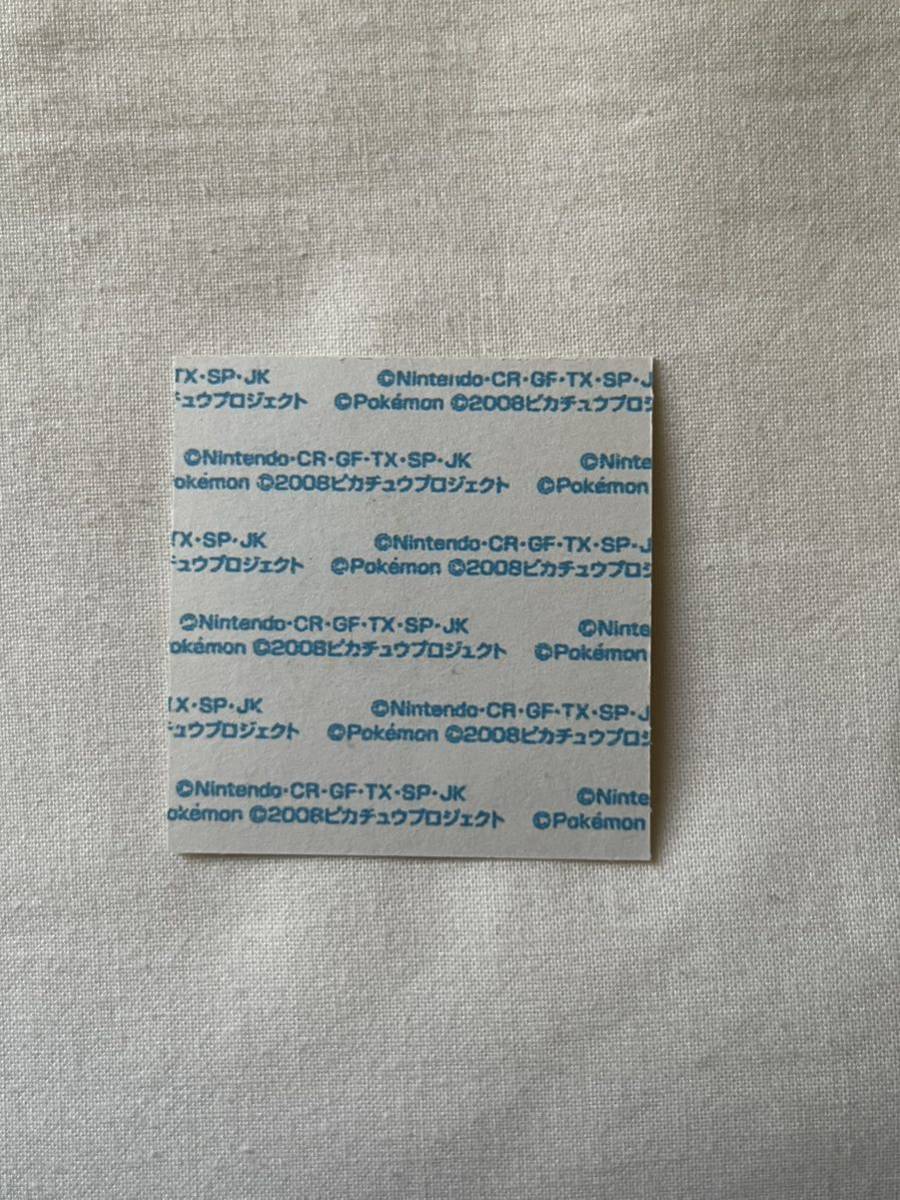 TX・SP・JK ©Nintendo・CR・GF・TX・SP・J
チュウプロジェクト ©Pokémon ©2008ピカチュウプロジ
©Nintendo・CR・GF・TX・SP・JK ©Ninte
okémon ©2008ピカチュウプロジェクト ©Pokémon
TX・SP・JK ©Nintendo・CR・GF・TX・SP・J
チュウプロジェクト ©Pokémon ©2008ピカチュウプロジ
©Nintendo・CR・GF・TX・SP・JK ©Ninte
okémon ©2008ピカチュウプロジェクト ©Pokémon
TX・SP・JK ©Nintendo・CR・GF・TX・SP・J
チュウプロジェクト ©Pokémon ©2008ピカチュウプロジ
©Nintendo・CR・GF・TX・SP・JK ©Ninte
okémon ©2008ピカチュウプロジェクト ©Pokémon